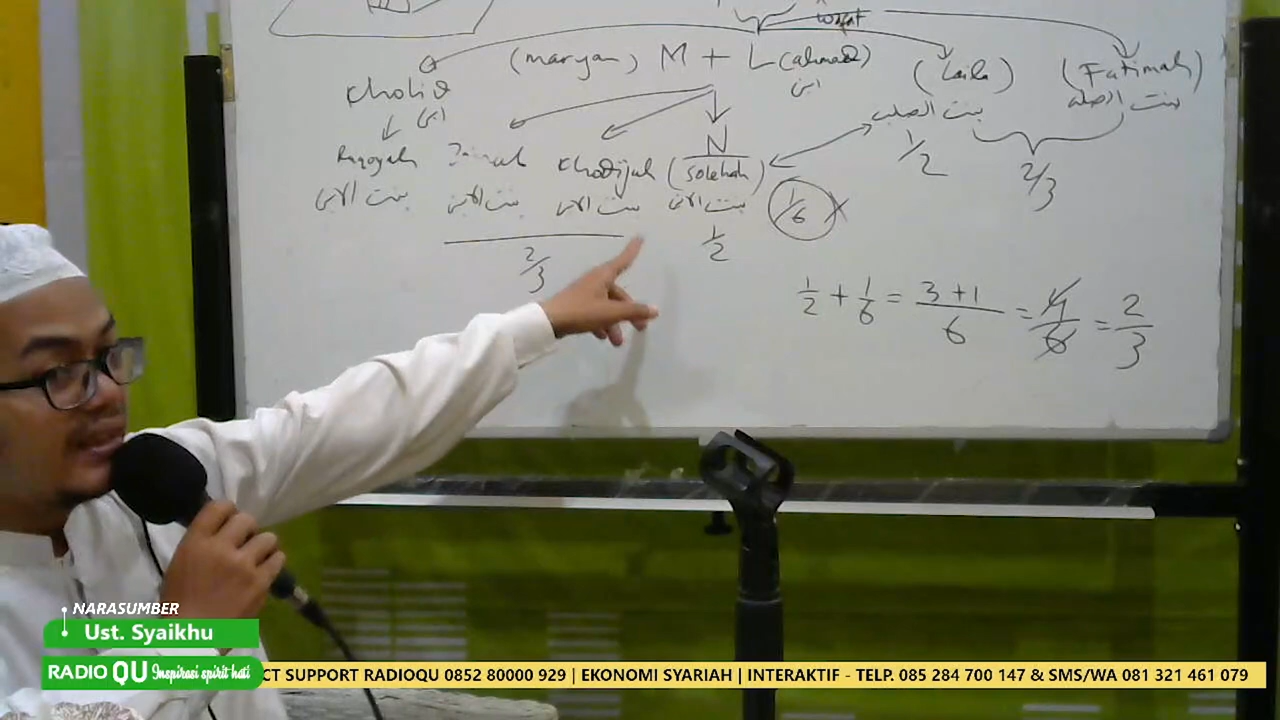 wafat
(maryam) M + L (ahmad)
ابن
(Laila)
(Fatimah)
بنت الصلب
بنت الصلب
Kholid
ابن
Ruqoyah
Zainab
Khodijah
N
(Solehah)
بنت الابن
بنت الابن
بنت الابن
بنت الابن
1/2
2/3
1/6
2/3
1/2
1/2 + 1/6 = 3+1/6 = 4/6 = 2/3
NARASUMBER
Ust. Syaikhu
RADIO QU Inspirasi spirit hati
CT SUPPORT RADIOQU 0852 80000 929 | EKONOMI SYARIAH | INTERAKTIF - TELP. 085 284 700 147 & SMS/WA 081 321 461 079